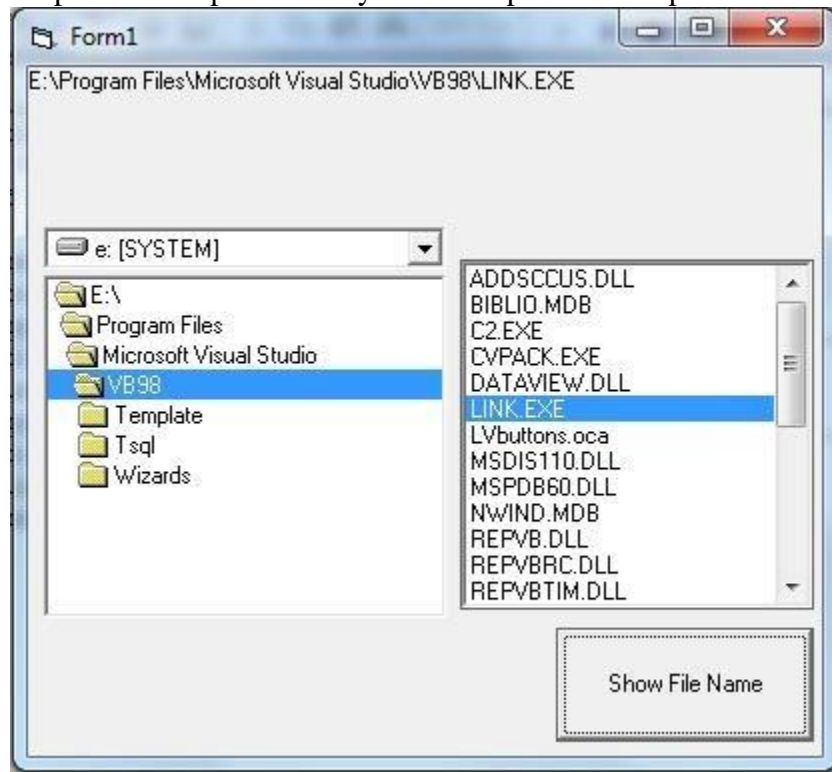 Form1
E:\Program Files\Microsoft Visual Studio\VB98\LINK.EXE
e: [SYSTEM]
E:\
Program Files
Microsoft Visual Studio
VB98
Template
Tsql
Wizards
ADDSCCUS.DLL
BIBLIO.MDB
C2.EXE
CVPACK.EXE
DATAVIEW.DLL
LINK.EXE
LVbuttons.oca
MSDIS110.DLL
MSPDB60.DLL
NWIND.MDB
REPVB.DLL
REPVBRC.DLL
REPVBTIM.DLL
Show File Name